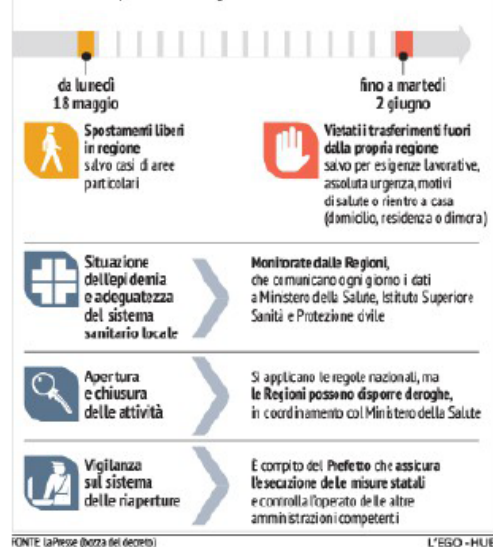 da lunedì
18 maggio
fino a martedì
2 giugno
Spostamenti liberi
in regione
salvo casi di aree
particolari
Vietati i trasferimenti fuori
dalla propria regione
salvo per esigenze lavorative,
assoluta urgenza, motivi
di salute o rientro a casa
(domicilio, residenza o dimora)
Situazione
dell'epidemia
e adeguatezza
del sistema
sanitario locale
Monitorate dalle Regioni,
che comunicano ogni giorno i dati
a Ministero della Salute, Istituto Superiore
Sanità e Protezione civile
Apertura
e chiusura
delle attività
Si applicano le regole nazionali, ma
le Regioni possono disporre deroghe,
in coordinamento col Ministero della Salute
Vigilanza
sul sistema
delle riaperture
È compito del Prefetto che assicura
l'esecuzione delle misure statali
e controlla l'operato delle altre
amministrazioni competenti
FONTE: LaPresse (bozza del decreto)
L'EGO-HUB